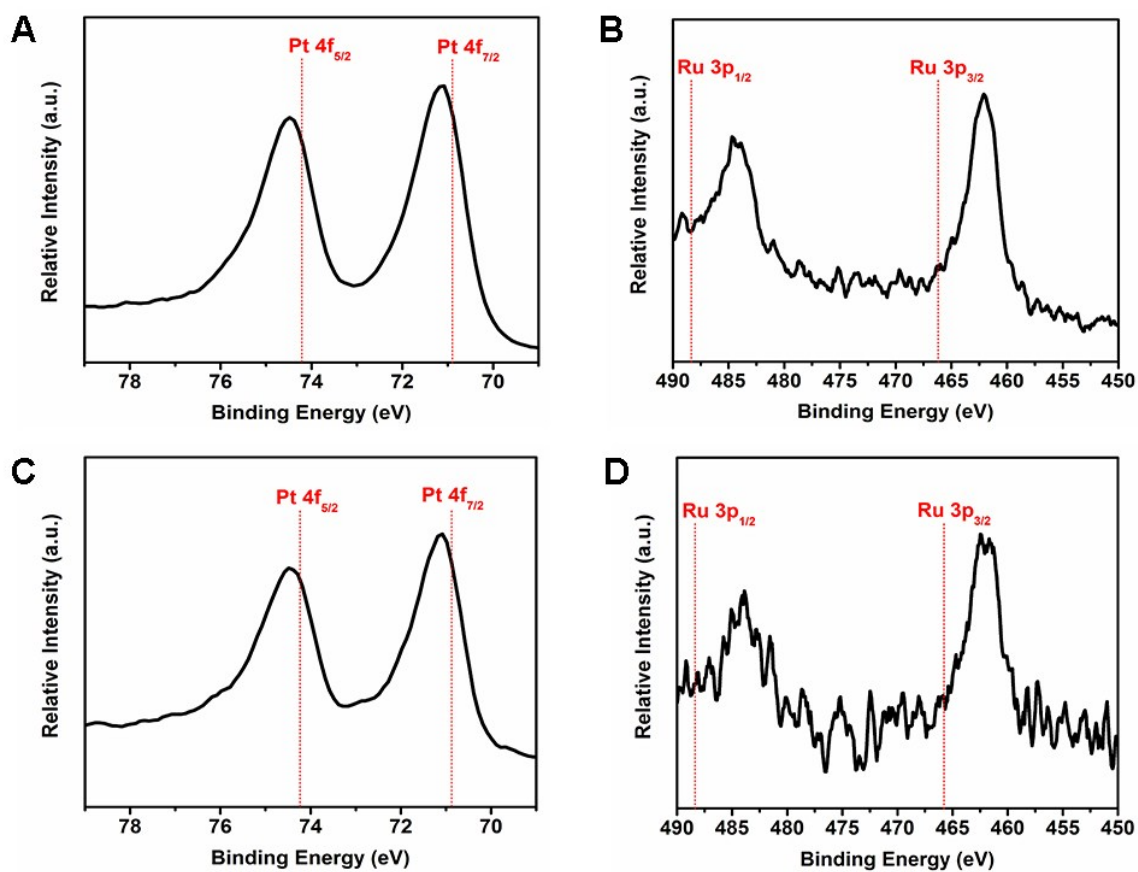 A
Pt 4f5/2
Pt 4f7/2
Relative Intensity (a.u.)
78 76 74 72 70
Binding Energy (eV)
B
Ru 3p1/2
Ru 3p3/2
Relative Intensity (a.u.)
490 485 480 475 470 465 460 455 450
Binding Energy (eV)
C
Pt 4f5/2
Pt 4f7/2
Relative Intensity (a.u.)
78 76 74 72 70
Binding Energy (eV)
D
Ru 3p1/2
Ru 3p3/2
Relative Intensity (a.u.)
490 485 480 475 470 465 460 455 450
Binding Energy (eV)